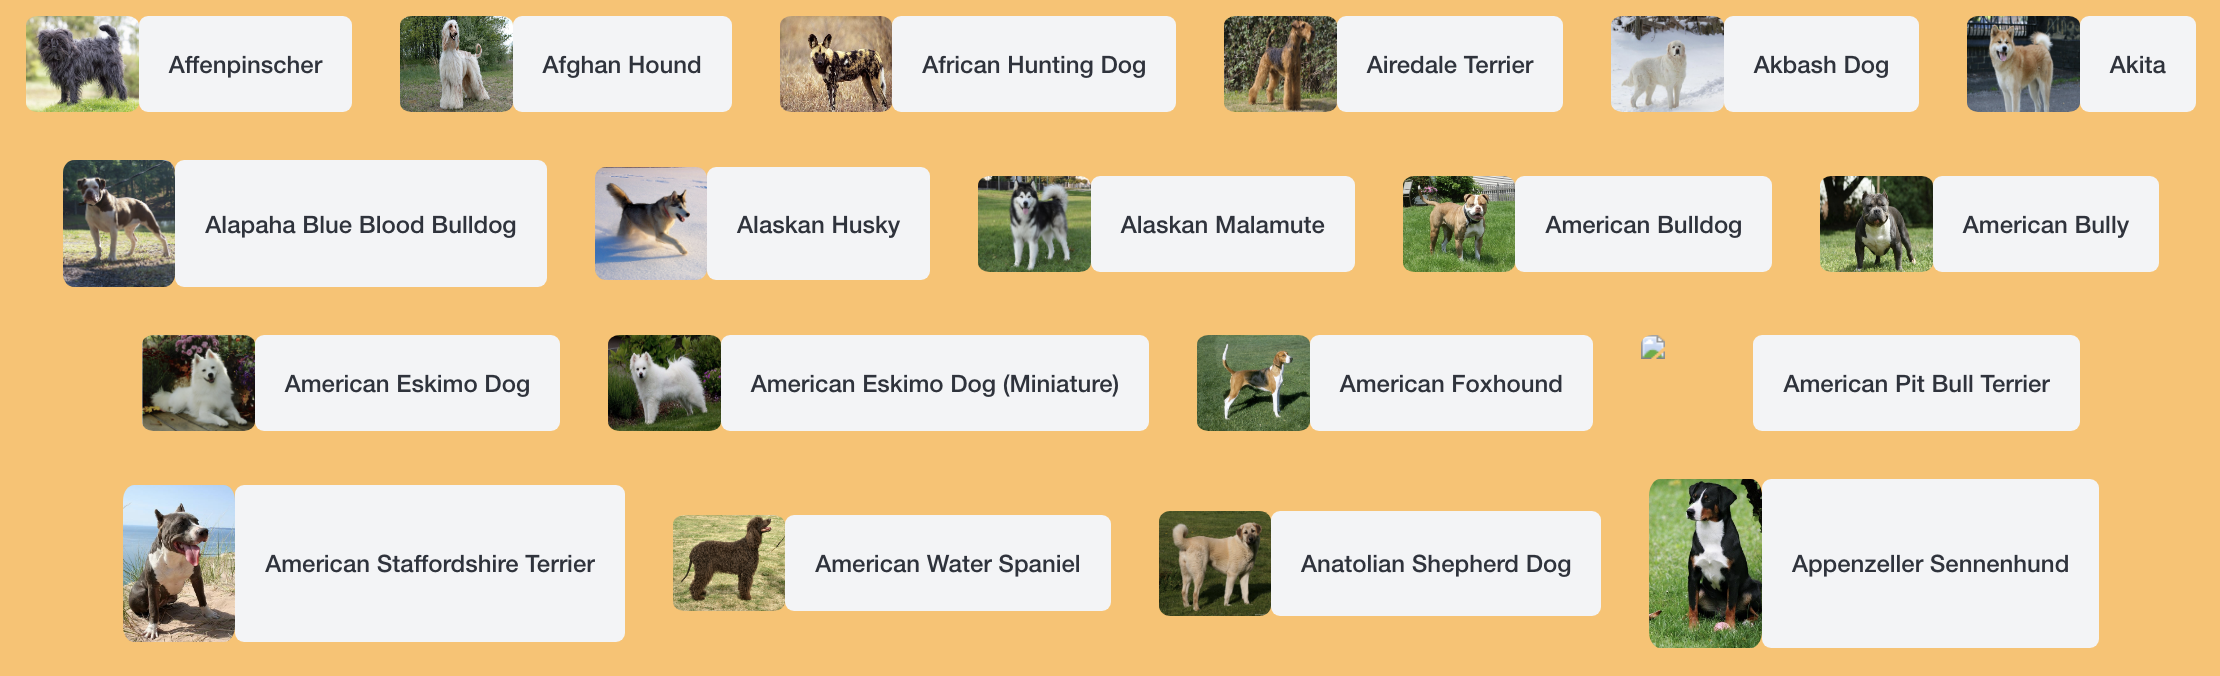 Affenpinscher
Afghan Hound
African Hunting Dog
Airedale Terrier
Akbash Dog
Akita
Alapaha Blue Blood Bulldog
Alaskan Husky
Alaskan Malamute
American Bulldog
American Bully
American Eskimo Dog
American Eskimo Dog (Miniature)
American Foxhound
American Pit Bull Terrier
American Staffordshire Terrier
American Water Spaniel
Anatolian Shepherd Dog
Appenzeller Sennenhund